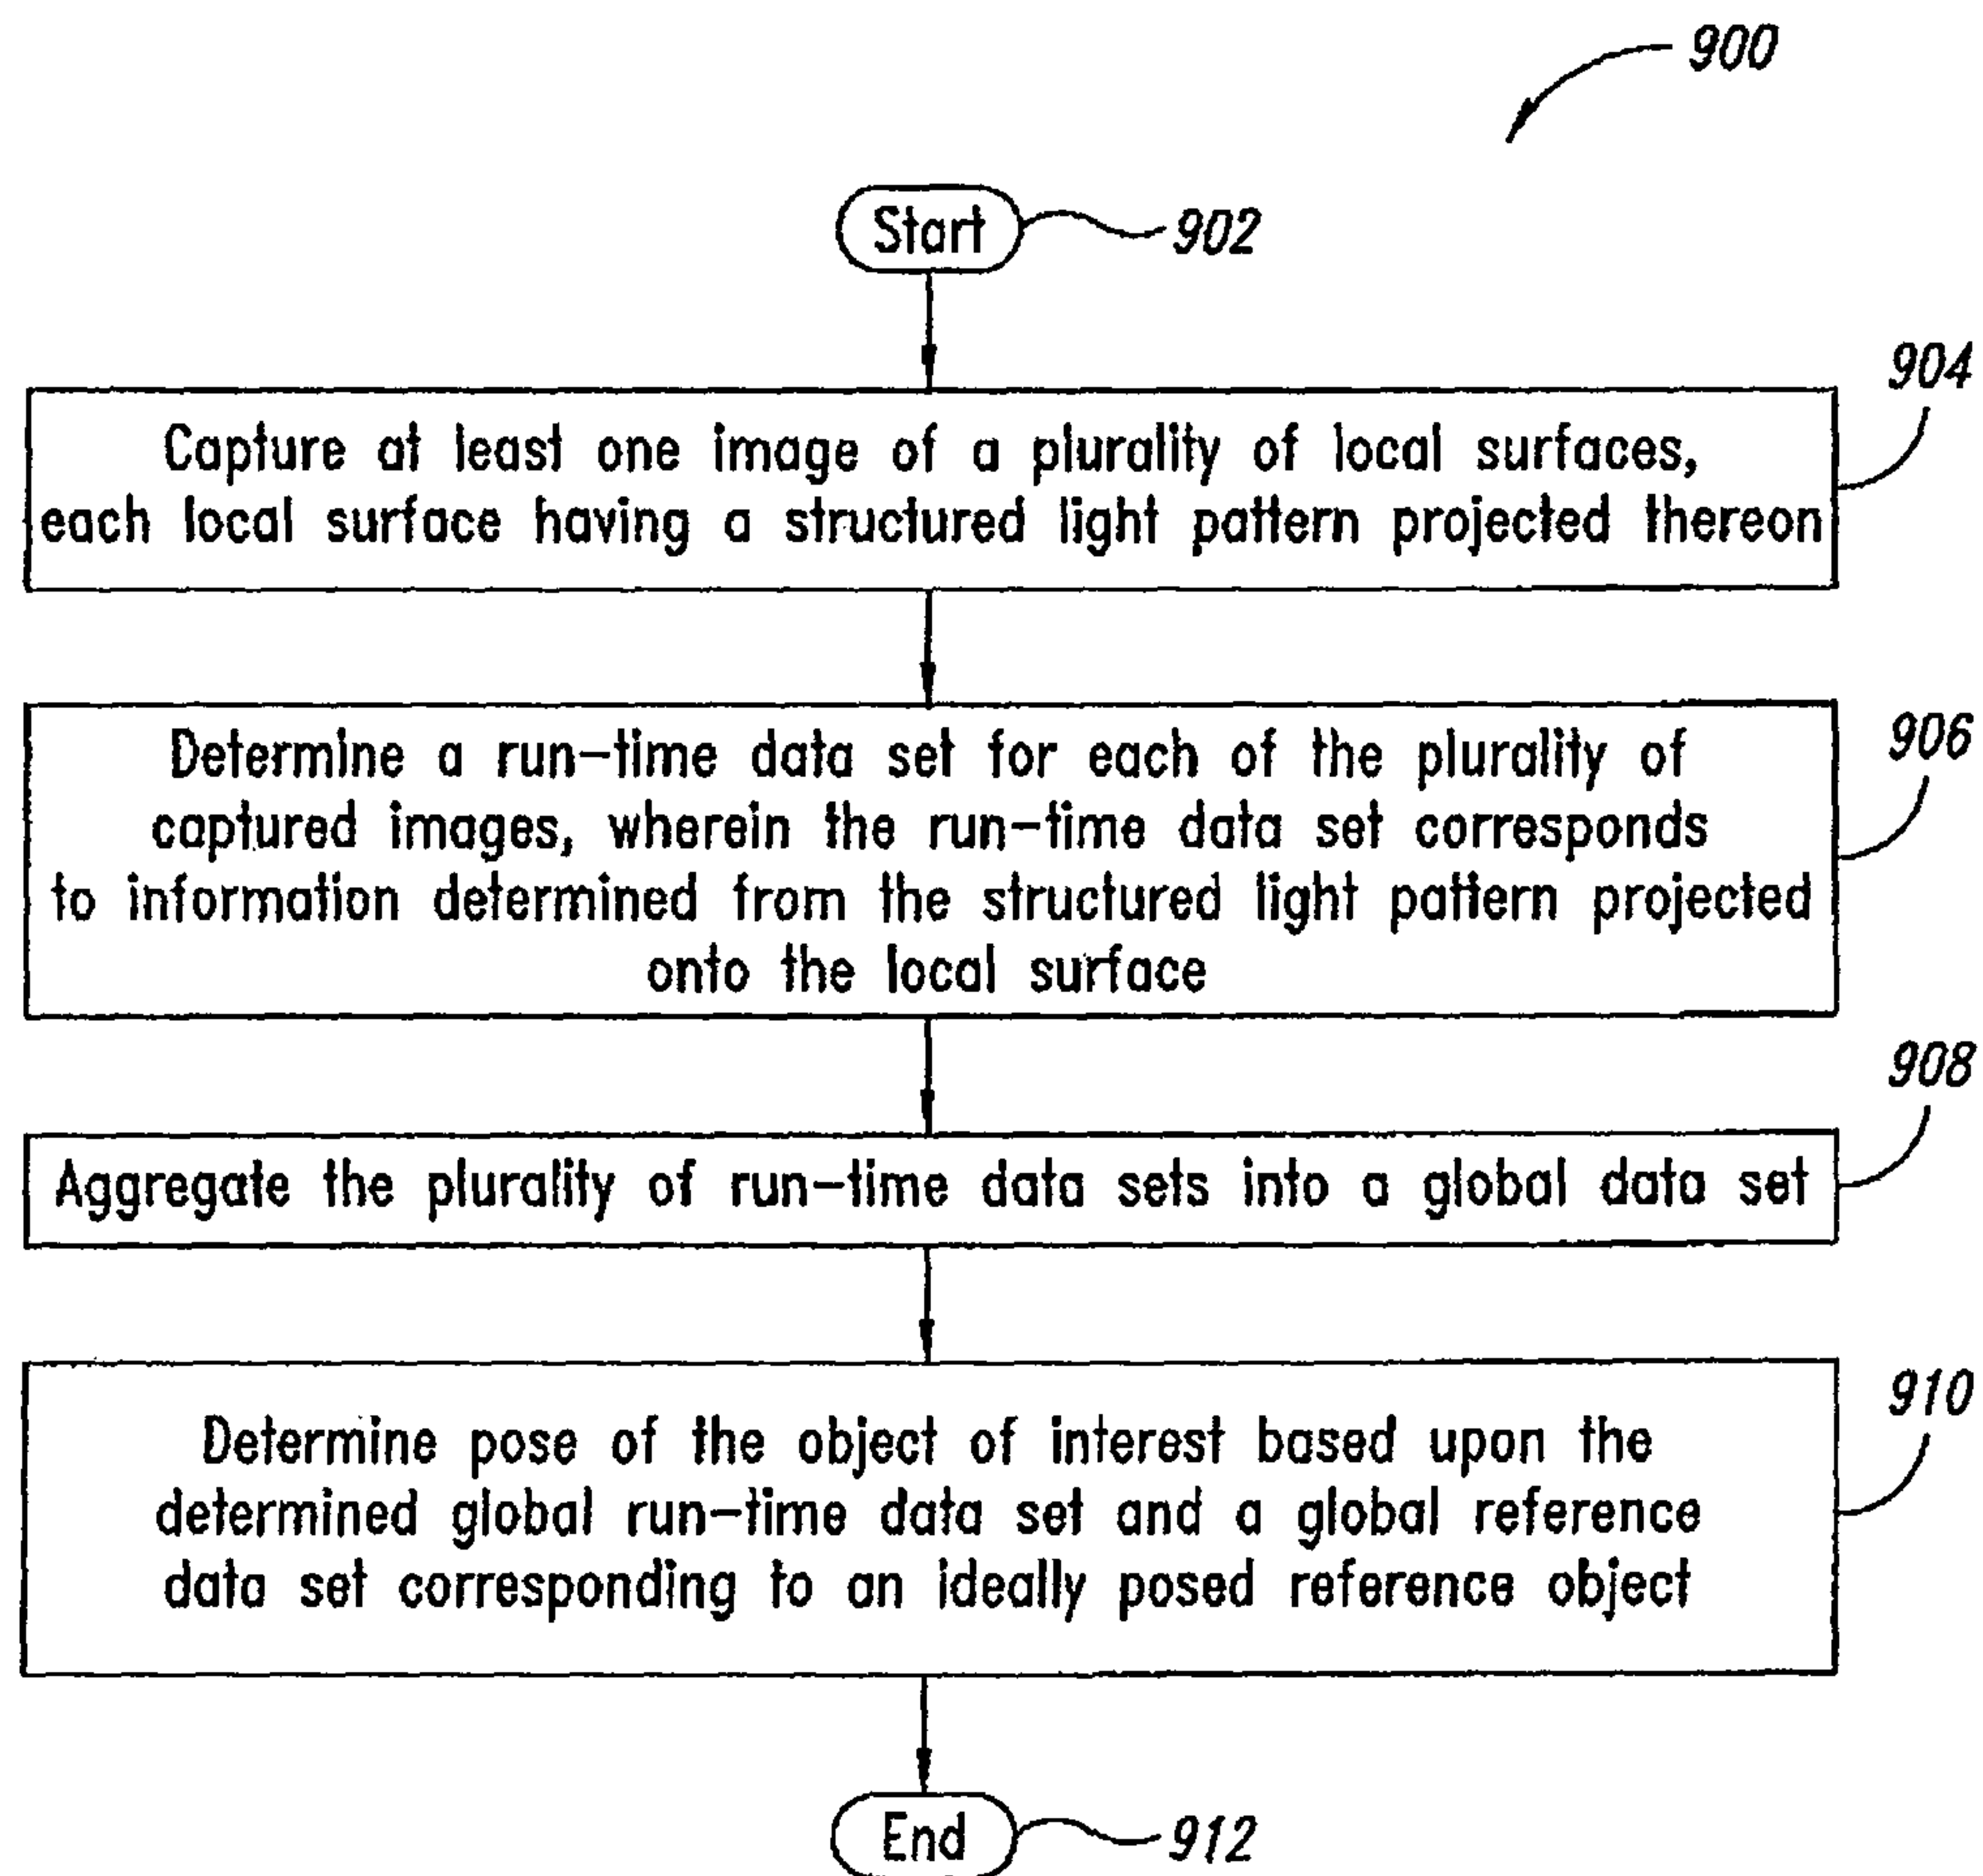 900
Start
902
904
Capture at least one image of a plurality of local surfaces,
each local surface having a structured light pattern projected thereon
906
Determine a run-time data set for each of the plurality of
captured images, wherein the run-time data set corresponds
to information determined from the structured light pattern projected
onto the local surface
908
Aggregate the plurality of run-time data sets into a global data set
910
Determine pose of the object of interest based upon the
determined global run-time data set and a global reference
data set corresponding to an ideally posed reference object
End
912